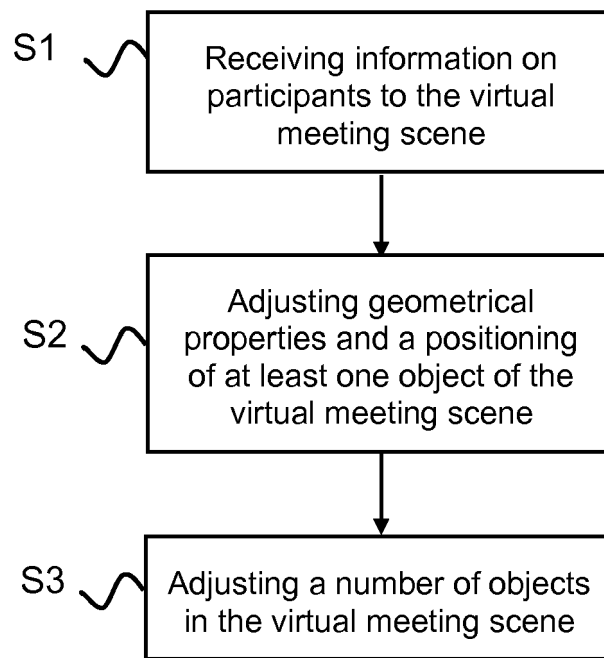 S1
Receiving information on
participants to the virtual
meeting scene
S2
Adjusting geometrical
properties and a positioning
of at least one object of the
virtual meeting scene
S3
Adjusting a number of objects
in the virtual meeting scene